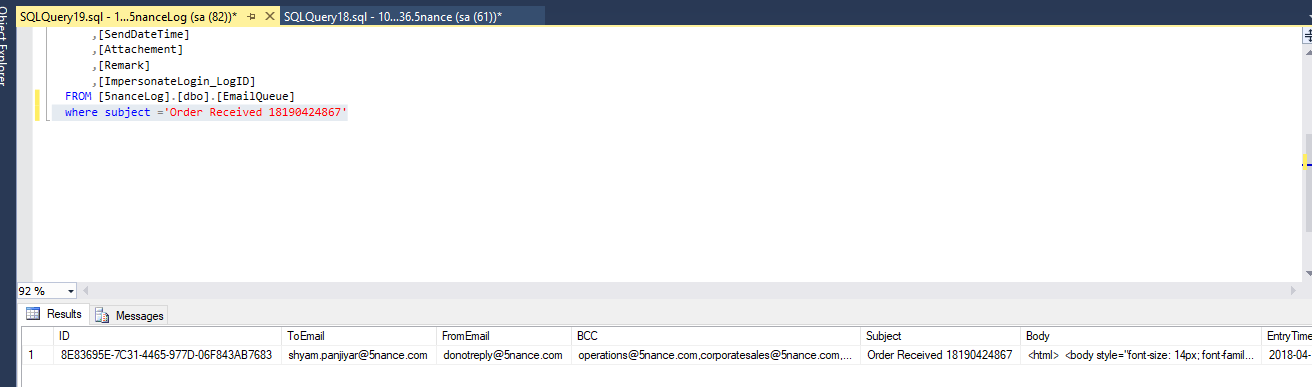 Object Explorer
SQLQuery19.sql - 1...5nanceLog (sa (82))* SQLQuery18.sql - 10...36.5nance (sa (61))*
,[SendDateTime]
,[Attachement]
,[Remark]
,[ImpersonateLogin_LogID]
FROM [5nanceLog].[dbo].[EmailQueue]
where subject ='Order Received 18190424867'
92 %
Results Messages
ID ToEmail FromEmail BCC Subject Body EntryTime
1 8E83695E-7C31-4465-977D-06F843AB7683 shyam.panjiyar@5nance.com donotreply@5nance.com operations@5nance.com,corporatesales@5nance.com,... Order Received 18190424867 <html> <body style="font-size: 14px; font-famil... 2018-04-